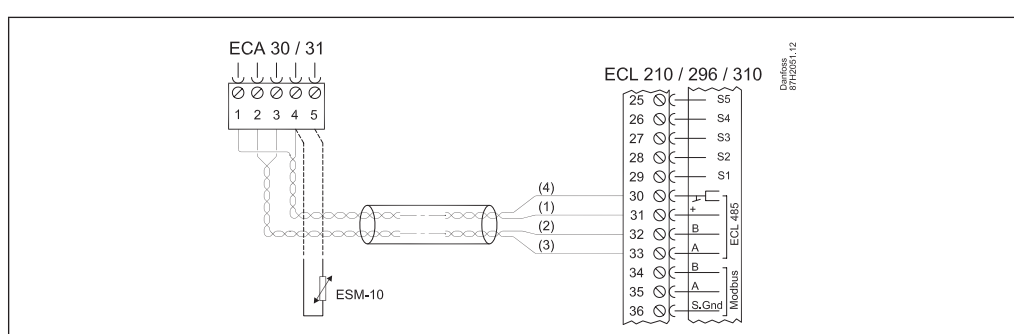 ECA 30 / 31
1 2 3 4 5
ESM-10
(4)
(1)
(2)
(3)
ECL 210 / 296 / 310
25 S5
26 S4
27 S3
28 S2
29 S1
30
31 +
32 B
33 A
34 B
35 A
36 S.Gnd
ECL 485
Modbus
Danfoss
87H2051.12